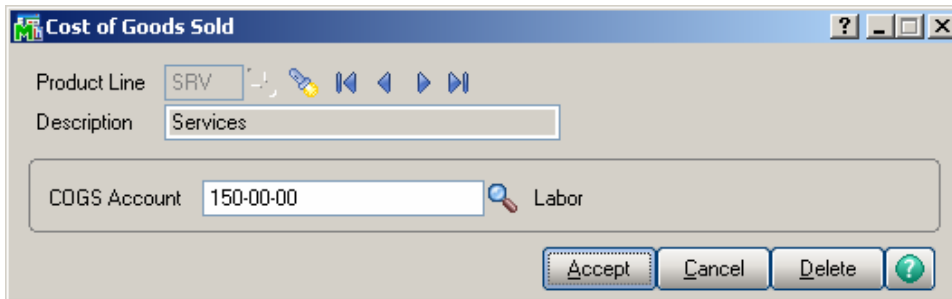 Cost of Goods Sold
Product Line SRV
Description Services
COGS Account 150-00-00 Labor
Accept Cancel Delete